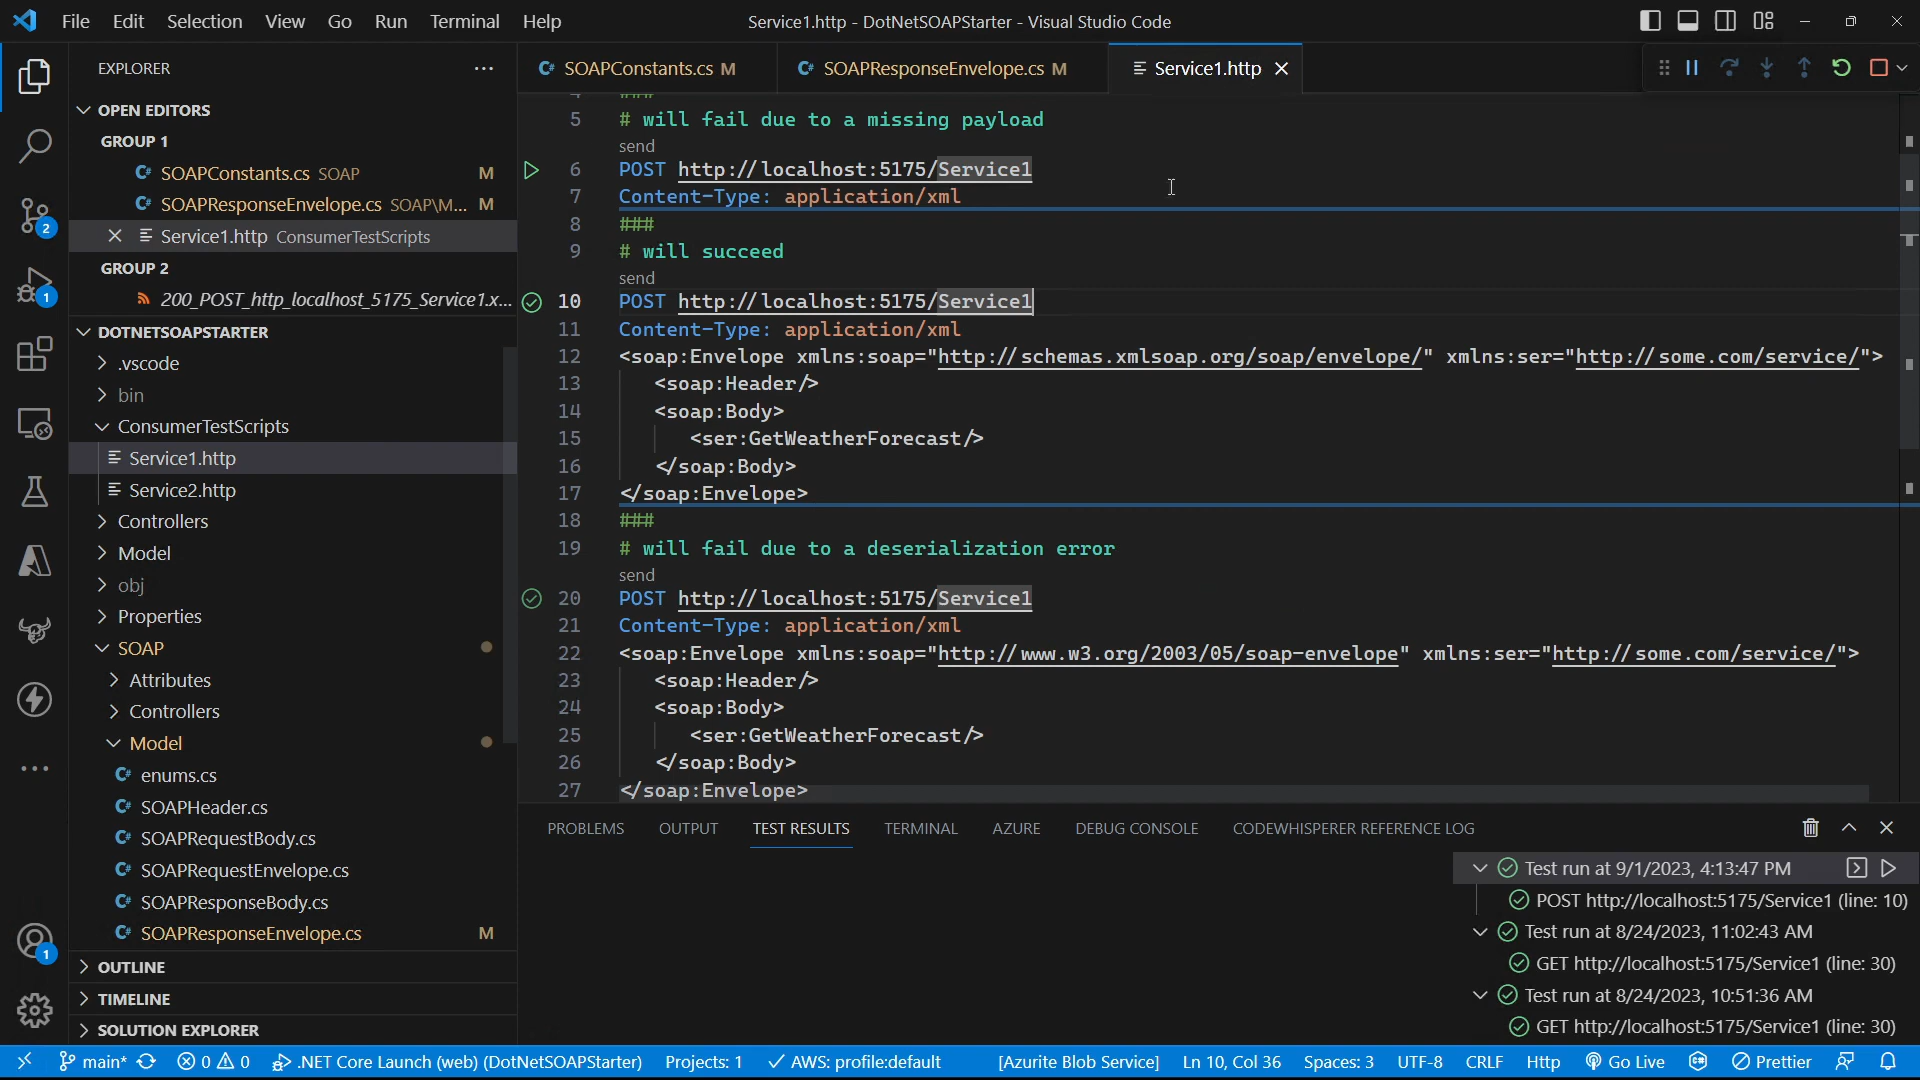 File Edit Selection View Go Run Terminal Help
Service1.http - DotNetSOAPStarter - Visual Studio Code
EXPLORER
OPEN EDITORS
GROUP 1
SOAPConstants.cs SOAP M
SOAPResponseEnvelope.cs SOAP\M... M
Service1.http ConsumerTestScripts
GROUP 2
200_POST_http_localhost_5175_Service1.x...
DOTNETSOAPSTARTER
.vscode
bin
ConsumerTestScripts
Service1.http
Service2.http
Controllers
Model
obj
Properties
SOAP
Attributes
Controllers
Model
enums.cs
SOAPHeader.cs
SOAPRequestBody.cs
SOAPRequestEnvelope.cs
SOAPResponseBody.cs
SOAPResponseEnvelope.cs M
OUTLINE
TIMELINE
SOLUTION EXPLORER
2
1
1
SOAPConstants.cs M
SOAPResponseEnvelope.cs M
Service1.http
4 ###
5 # will fail due to a missing payload
send
6 POST http://localhost:5175/Service1
7 Content-Type: application/xml
8 ###
9 # will succeed
send
10 POST http://localhost:5175/Service1
11 Content-Type: application/xml
12 <soap:Envelope xmlns:soap="http://schemas.xmlsoap.org/soap/envelope/" xmlns:ser="http://some.com/service/">
13 <soap:Header/>
14 <soap:Body>
15 <ser:GetWeatherForecast/>
16 </soap:Body>
17 </soap:Envelope>
18 ###
19 # will fail due to a deserialization error
send
20 POST http://localhost:5175/Service1
21 Content-Type: application/xml
22 <soap:Envelope xmlns:soap="http://www.w3.org/2003/05/soap-envelope" xmlns:ser="http://some.com/service/">
23 <soap:Header/>
24 <soap:Body>
25 <ser:GetWeatherForecast/>
26 </soap:Body>
27 </soap:Envelope>
PROBLEMS OUTPUT TEST RESULTS TERMINAL AZURE DEBUG CONSOLE CODEWHISPERER REFERENCE LOG
Test run at 9/1/2023, 4:13:47 PM
POST http://localhost:5175/Service1 (line: 10)
Test run at 8/24/2023, 11:02:43 AM
GET http://localhost:5175/Service1 (line: 30)
Test run at 8/24/2023, 10:51:36 AM
GET http://localhost:5175/Service1 (line: 30)
main* 0 0 .NET Core Launch (web) (DotNetSOAPStarter) Projects: 1 AWS: profile:default [Azurite Blob Service] Ln 10, Col 36 Spaces: 3 UTF-8 CRLF Http Go Live Prettier